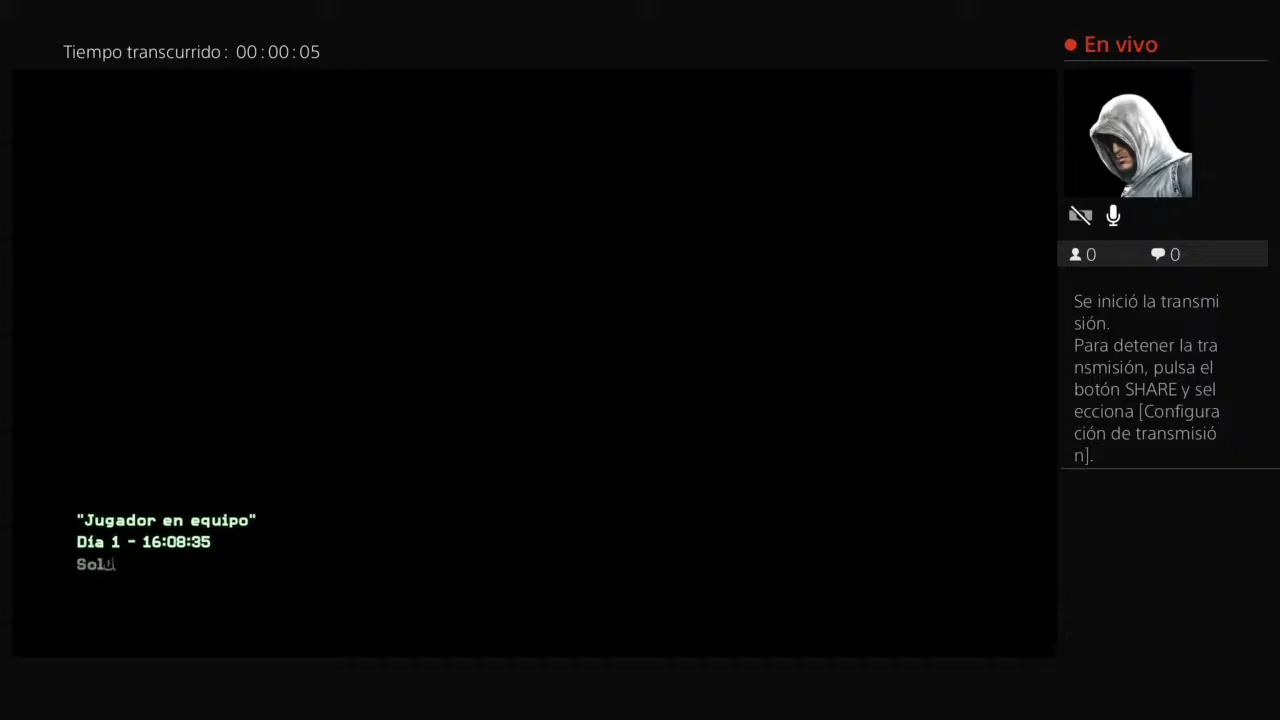 Tiempo transcurrido: 00:00:05
En vivo
0
0
Se inició la transmi
sión.
Para detener la tra
nsmisión, pulsa el
botón SHARE y sel
ecciona [Configura
ción de transmisió
n].
"Jugador en equipo"
Día 1 - 16:08:35